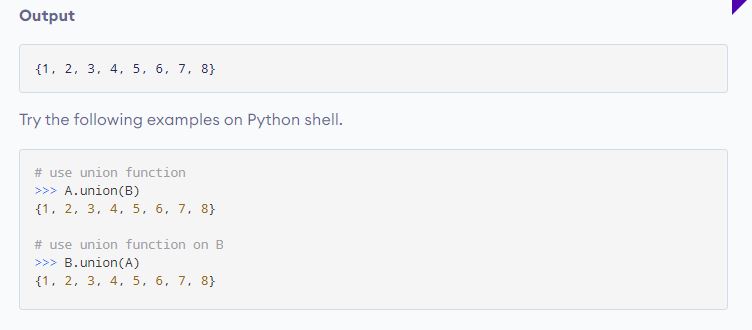 Output
{1, 2, 3, 4, 5, 6, 7, 8}
Try the following examples on Python shell.
# use union function
>>> A.union(B)
{1, 2, 3, 4, 5, 6, 7, 8}
# use union function on B
>>> B.union(A)
{1, 2, 3, 4, 5, 6, 7, 8}